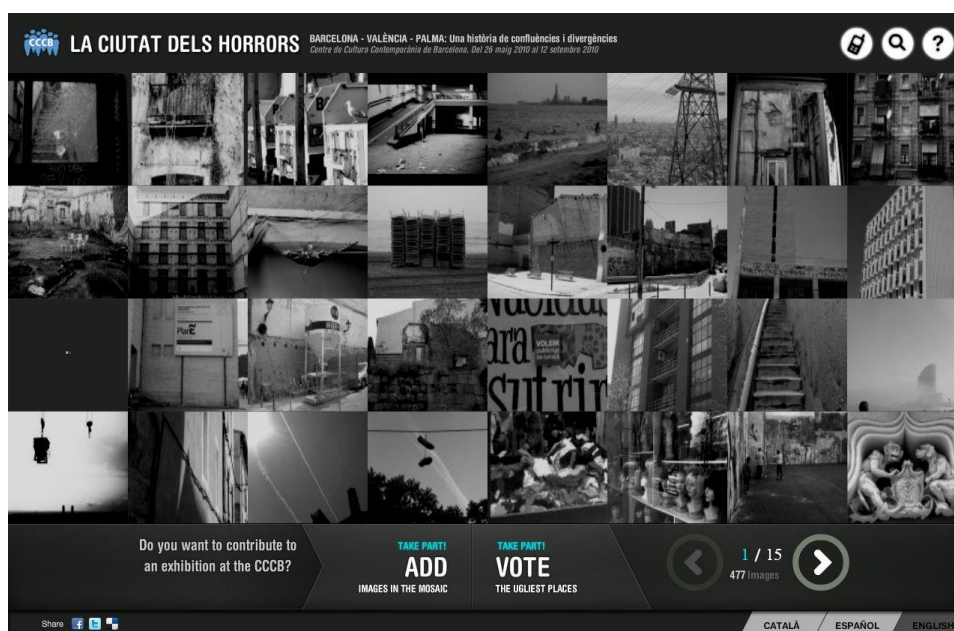 CCCB
LA CIUTAT DELS HORRORS
BARCELONA - VALÈNCIA - PALMA: Una història de confluències i divergències
Centre de Cultura Contemporània de Barcelona. Del 26 maig 2010 al 12 setembre 2010
?
P B
ara
VOLEM
sutrir
Do you want to contribute to
an exhibition at the CCCB?
TAKE PART!
ADD
IMAGES IN THE MOSAIC
TAKE PART!
VOTE
THE UGLIEST PLACES
1 / 15
477 Images
Share
CATALÀ
ESPAÑOL
ENGLISH